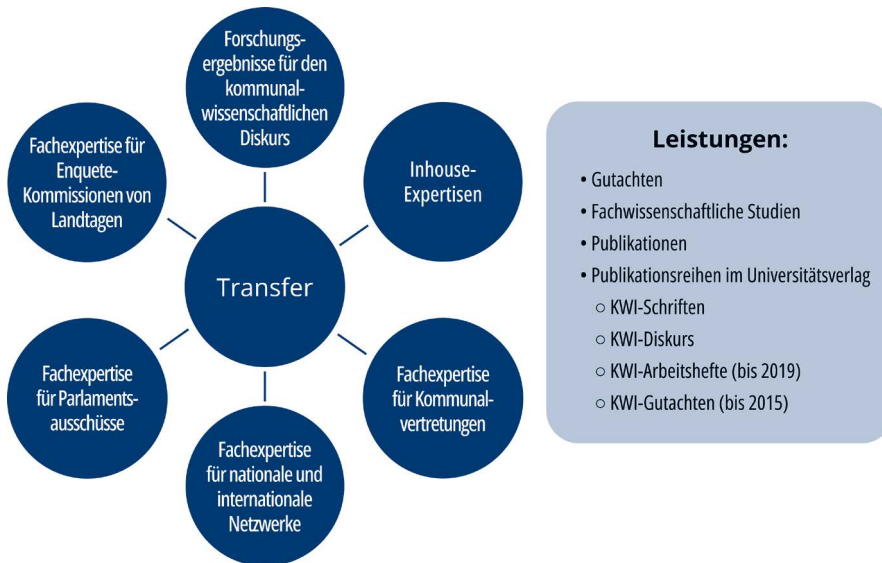 Forschungs-
ergebnisse für den
kommunal-
wissenschaftlichen
Diskurs
Fachexpertise für
Enquete-
Kommissionen von
Landtagen
Inhouse-
Expertisen
Transfer
Fachexpertise
für Parlaments-
ausschüsse
Fachexpertise
für Kommunal-
vertretungen
Fachexpertise
für nationale und
internationale
Netzwerke
Leistungen:
• Gutachten
• Fachwissenschaftliche Studien
• Publikationen
• Publikationsreihen im Universitätsverlag
○ KWI-Schriften
○ KWI-Diskurs
○ KWI-Arbeitshefte (bis 2019)
○ KWI-Gutachten (bis 2015)